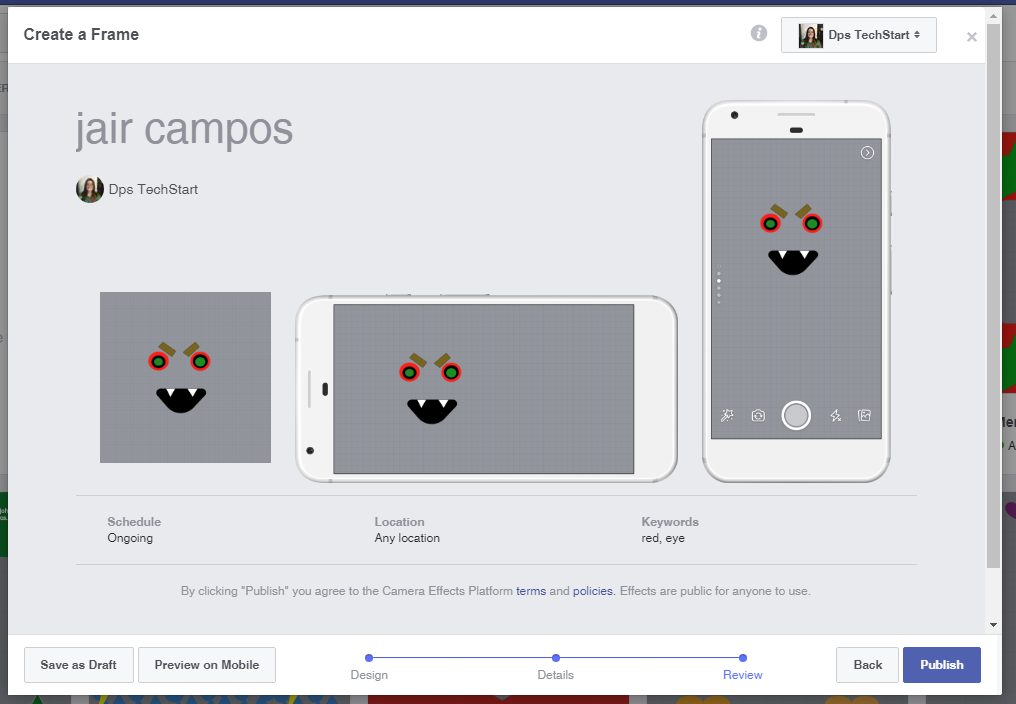 Create a Frame
Dps TechStart
jair campos
Dps TechStart
Schedule
Ongoing
Location
Any location
Keywords
red, eye
By clicking "Publish" you agree to the Camera Effects Platform terms and policies. Effects are public for anyone to use.
Save as Draft
Preview on Mobile
Design
Details
Review
Back
Publish